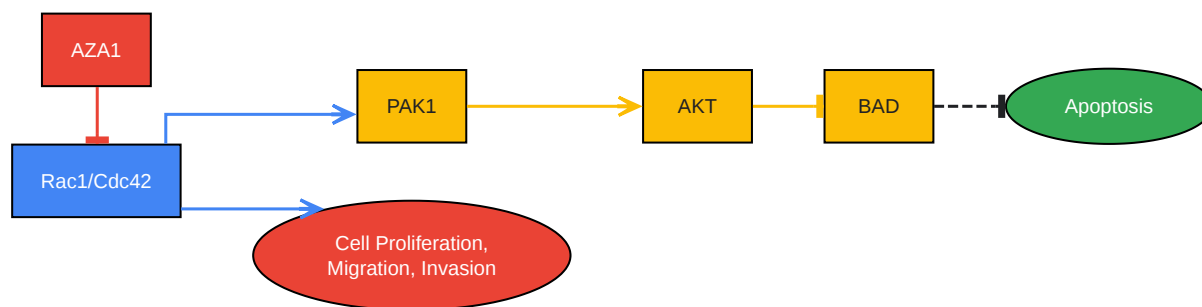 AZA1
PAK1
AKT
BAD
Apoptosis
Rac1/Cdc42
Cell Proliferation,
Migration, Invasion